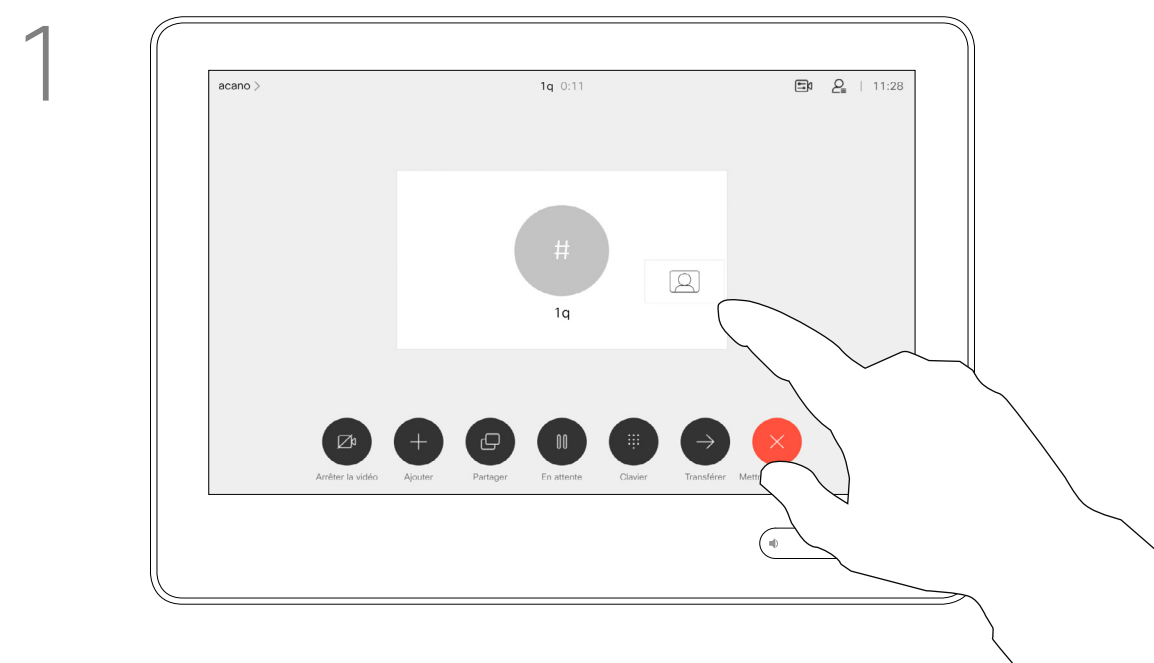 1
acano >
1q 0:11
11:28
#
1q
Arrêter la vidéo
Ajouter
Partager
En attente
Clavier
Transférer